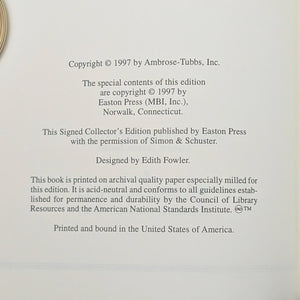 Copyright © 1997 by Ambrose-Tubbs, Inc.
The special contents of this edition
are copyright © 1997 by
Easton Press (MBI, Inc.),
Norwalk, Connecticut.
This Signed Collector's Edition published by Easton Press
with the permission of Simon & Schuster.
Designed by Edith Fowler.
This book is printed on archival quality paper especially milled for
this edition. It is acid-neutral and conforms to all guidelines estab-
lished for permanence and durability by the Council of Library
Resources and the American National Standards Institute. ♾™
Printed and bound in the United States of America.